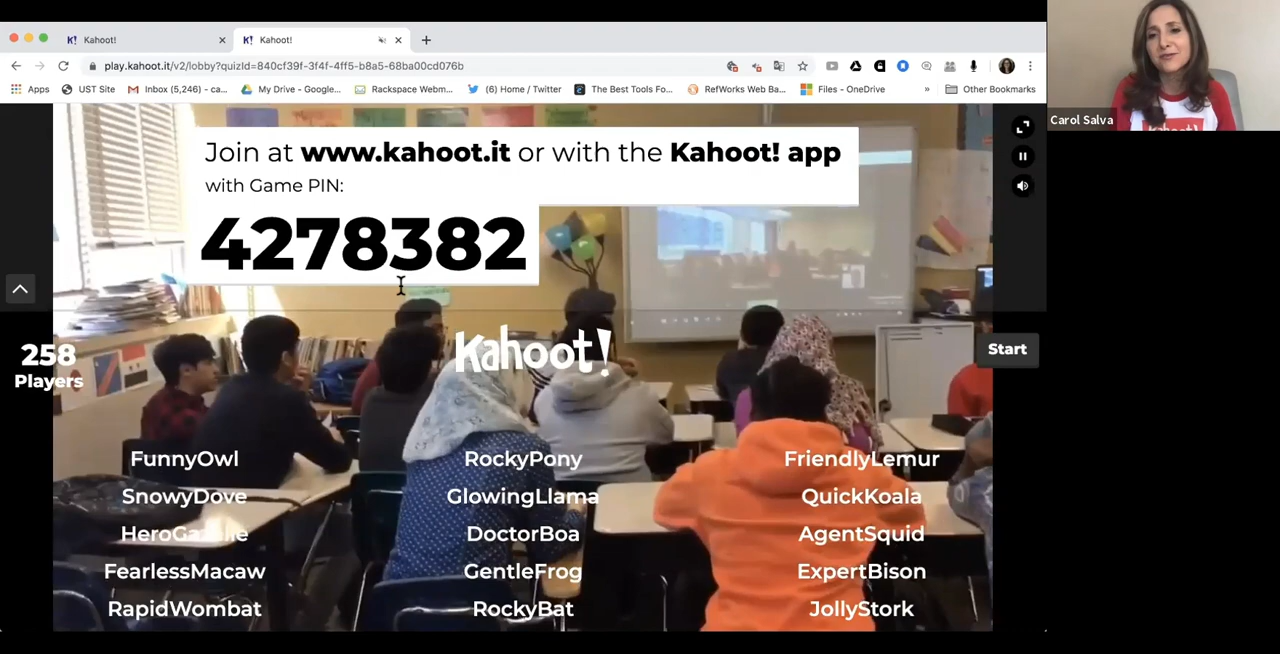 Kahoot!
Kahoot!
play.kahoot.it/v2/lobby?quizId=840cf39f-3f4f-4ff5-b8a5-68ba00cd076b
Apps UST Site Inbox (5,246) - ca... My Drive - Google... Rackspace Webm... (6) Home / Twitter The Best Tools Fo... RefWorks Web Ba... Files - OneDrive » Other Bookmarks
Carol Salva
Kahoot!
Join at www.kahoot.it or with the Kahoot! app
with Game PIN:
4278382
Kahoot!
258
Players
Start
FunnyOwl RockyPony FriendlyLemur
SnowyDove GlowingLlama QuickKoala
HeroGazelle DoctorBoa AgentSquid
FearlessMacaw GentleFrog ExpertBison
RapidWombat RockyBat JollyStork